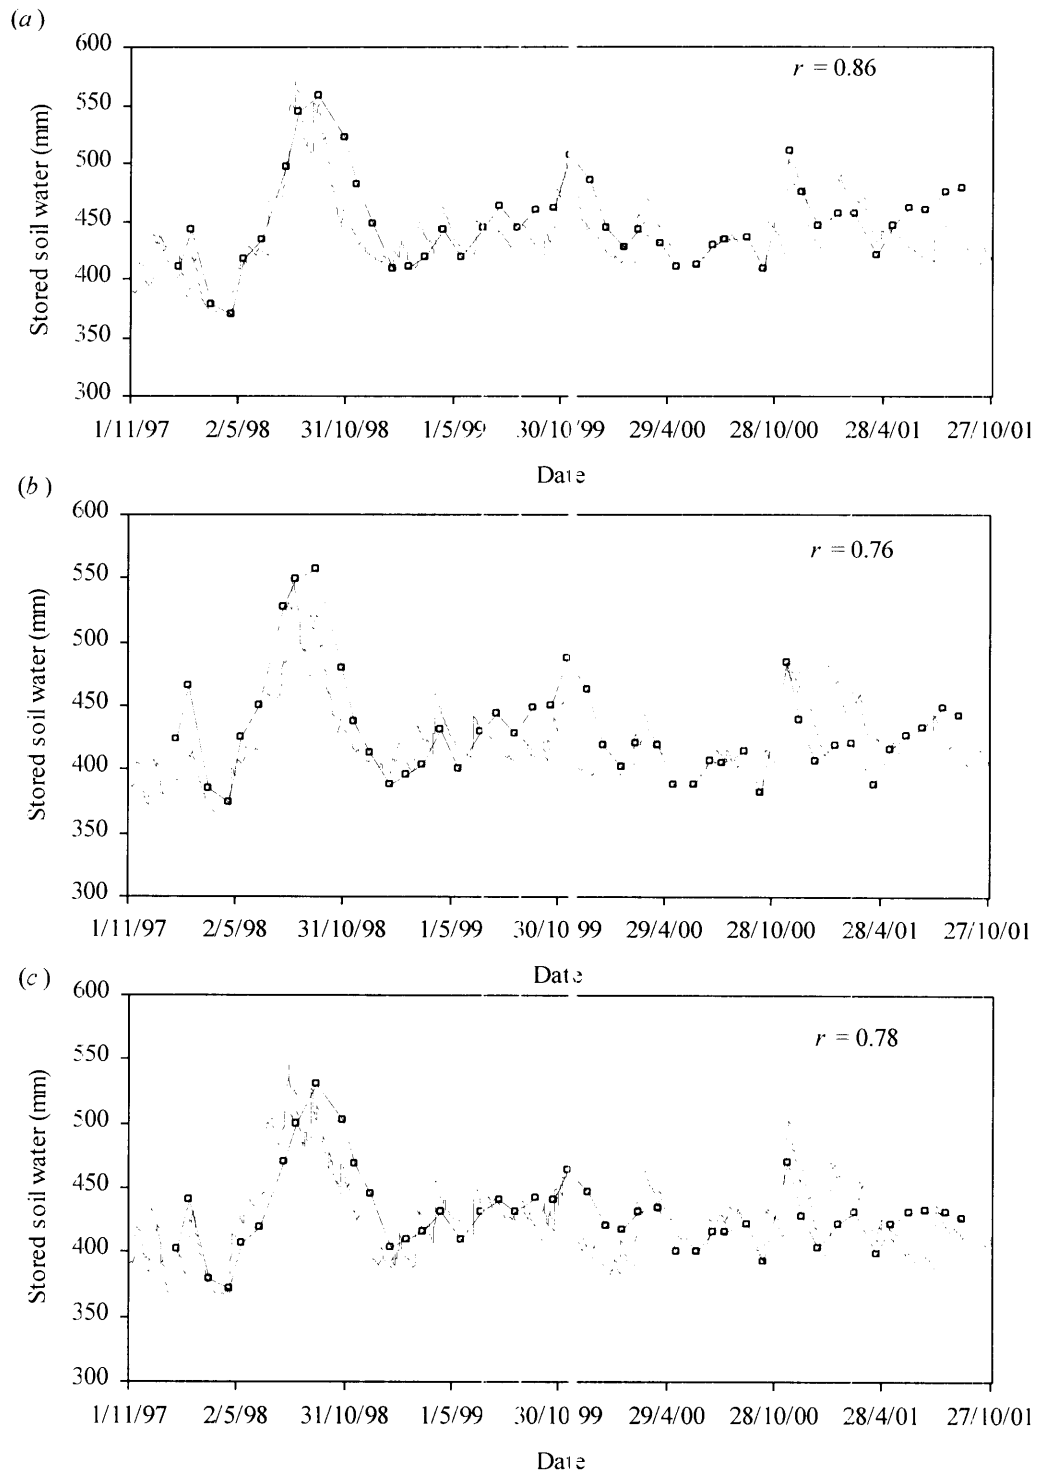 (a)
600
r = 0.86
550
500
450
400
350
300
Stored soil water (mm)
1/11/97 2/5/98 31/10/98 1/5/99 30/10/99 29/4/00 28/10/00 28/4/01 27/10/01
Date
(b)
600
r = 0.76
550
500
450
400
350
300
Stored soil water (mm)
1/11/97 2/5/98 31/10/98 1/5/99 30/10/99 29/4/00 28/10/00 28/4/01 27/10/01
Date
(c)
600
r = 0.78
550
500
450
400
350
300
Stored soil water (mm)
1/11/97 2/5/98 31/10/98 1/5/99 30/10/99 29/4/00 28/10/00 28/4/01 27/10/01
Date